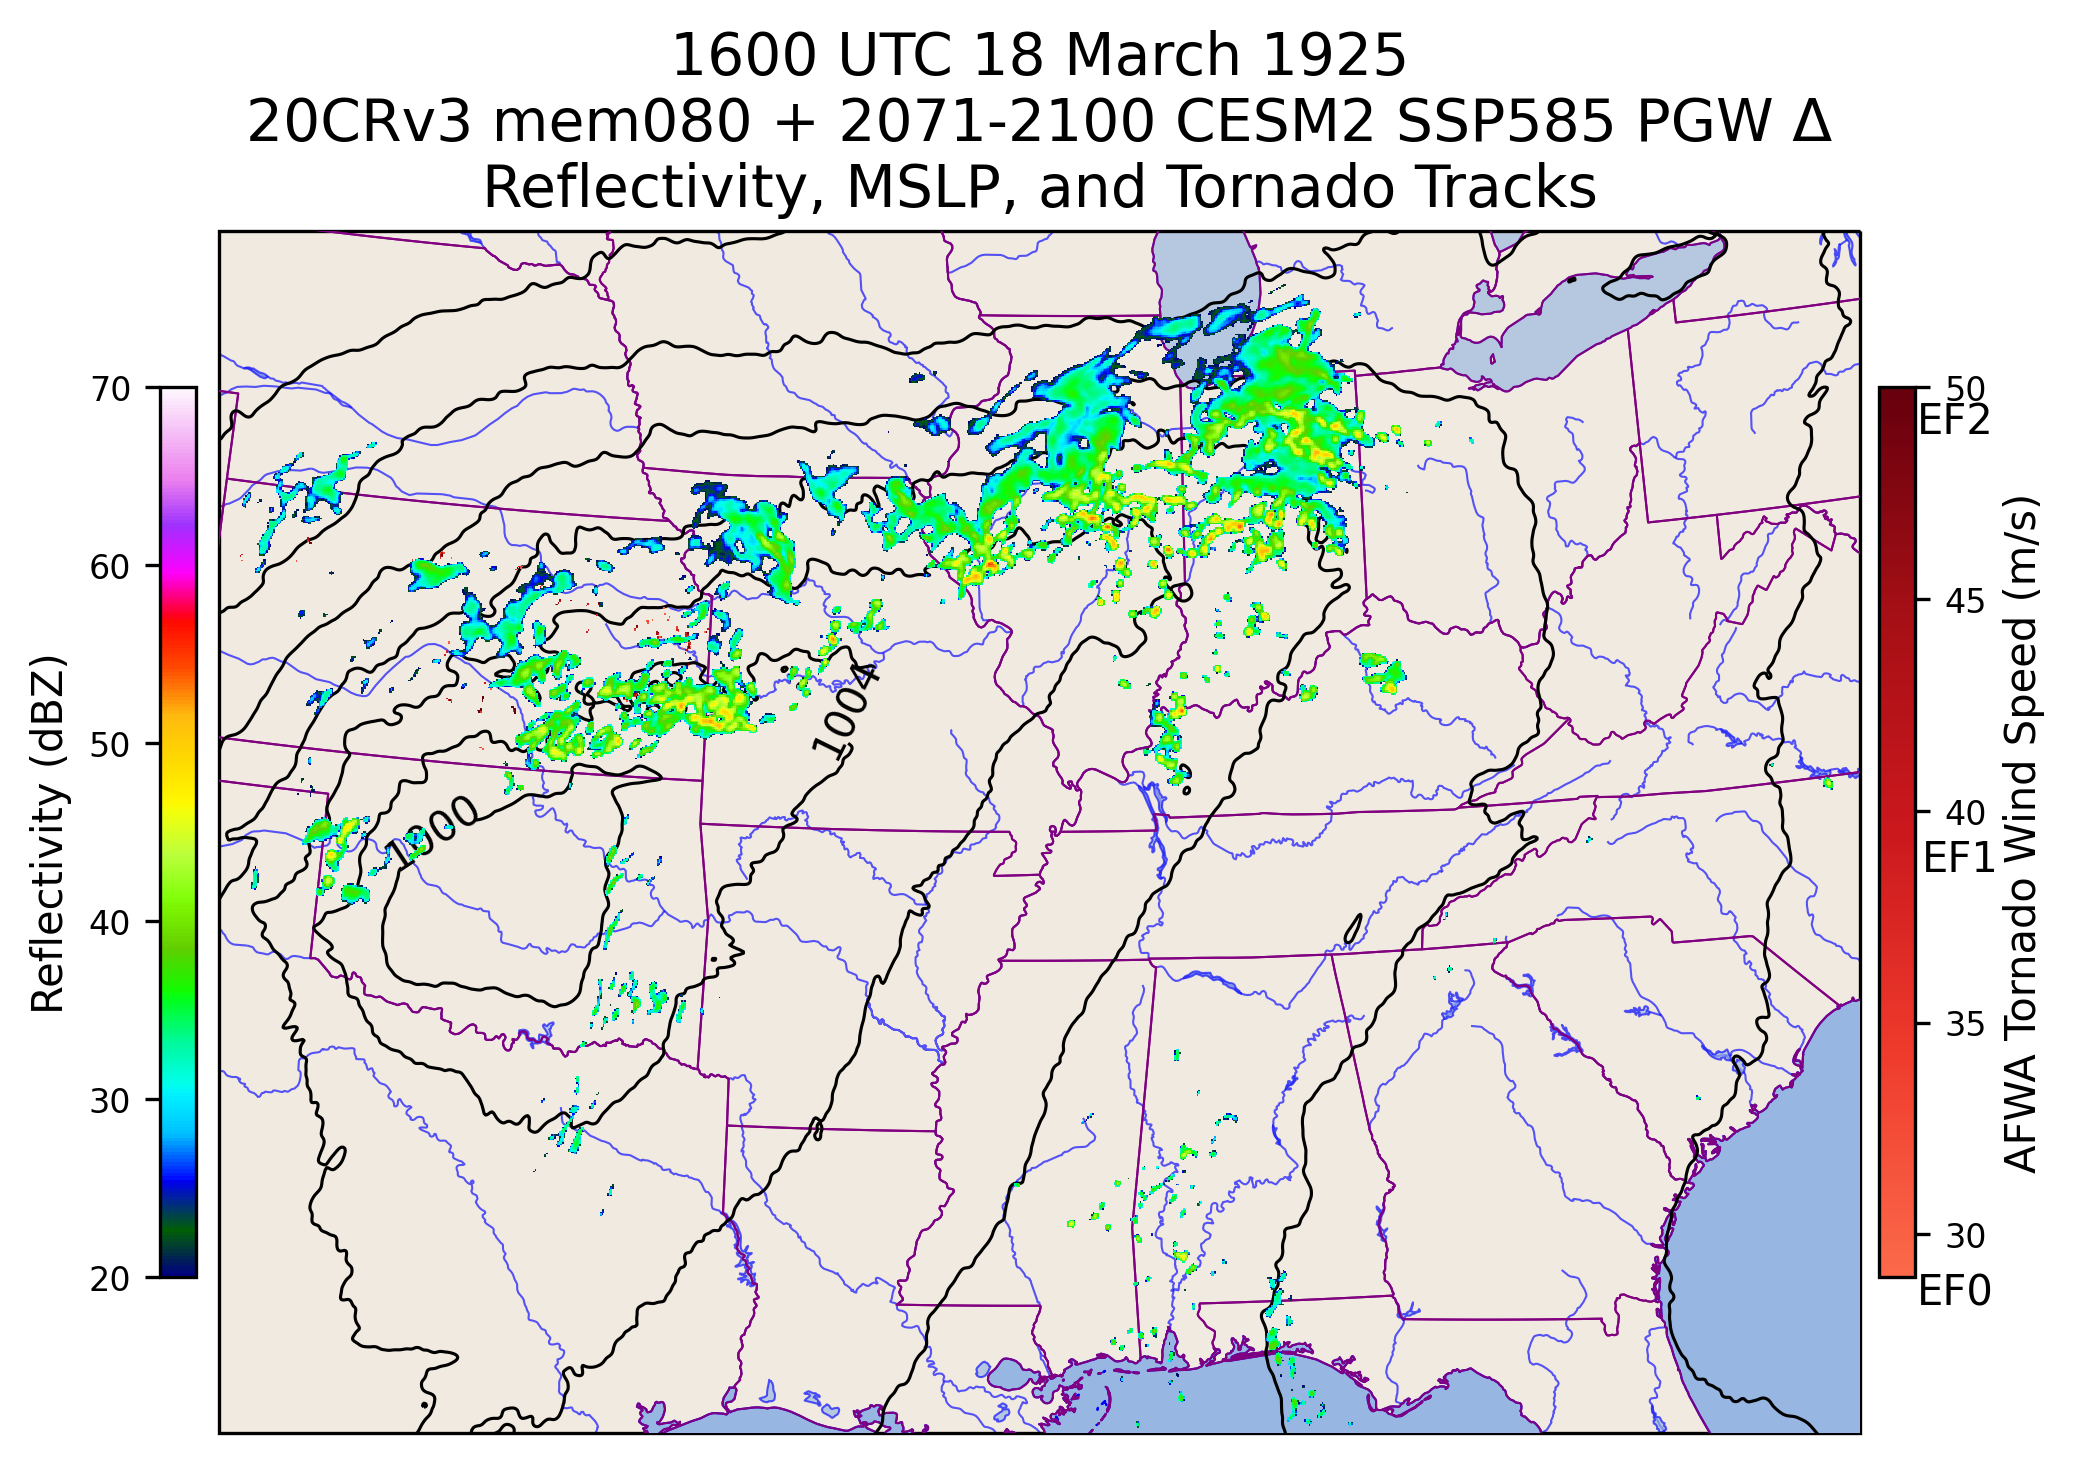 1600 UTC 18 March 1925
20CRv3 mem080 + 2071-2100 CESM2 SSP585 PGW Δ
Reflectivity, MSLP, and Tornado Tracks
70
60
50
40
30
20
Reflectivity (dBZ)
1000
1004
50
EF2
45
40
EF1
35
30
EF0
AFWA Tornado Wind Speed (m/s)